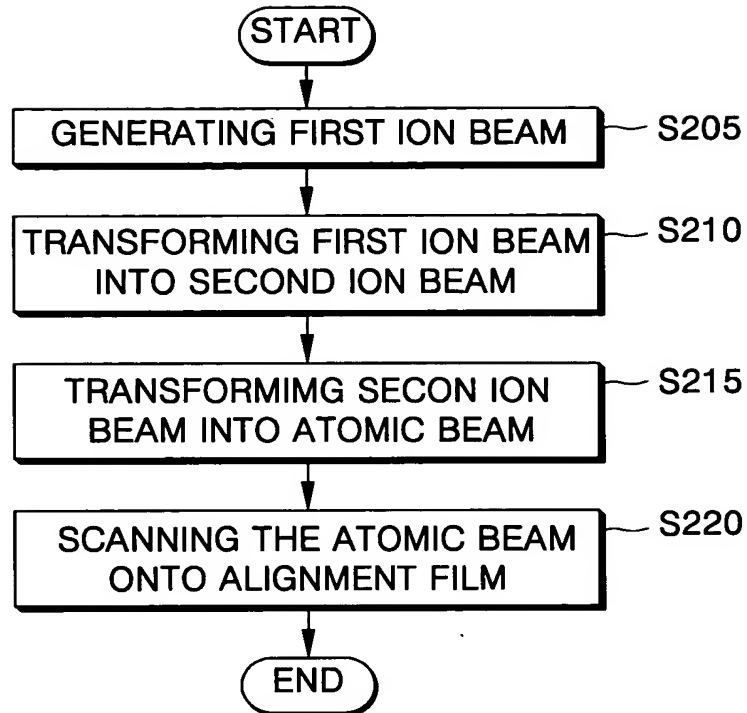 START
GENERATING FIRST ION BEAM
S205
TRANSFORMING FIRST ION BEAM
INTO SECOND ION BEAM
S210
TRANSFORMIMG SECON ION
BEAM INTO ATOMIC BEAM
S215
SCANNING THE ATOMIC BEAM
ONTO ALIGNMENT FILM
S220
END